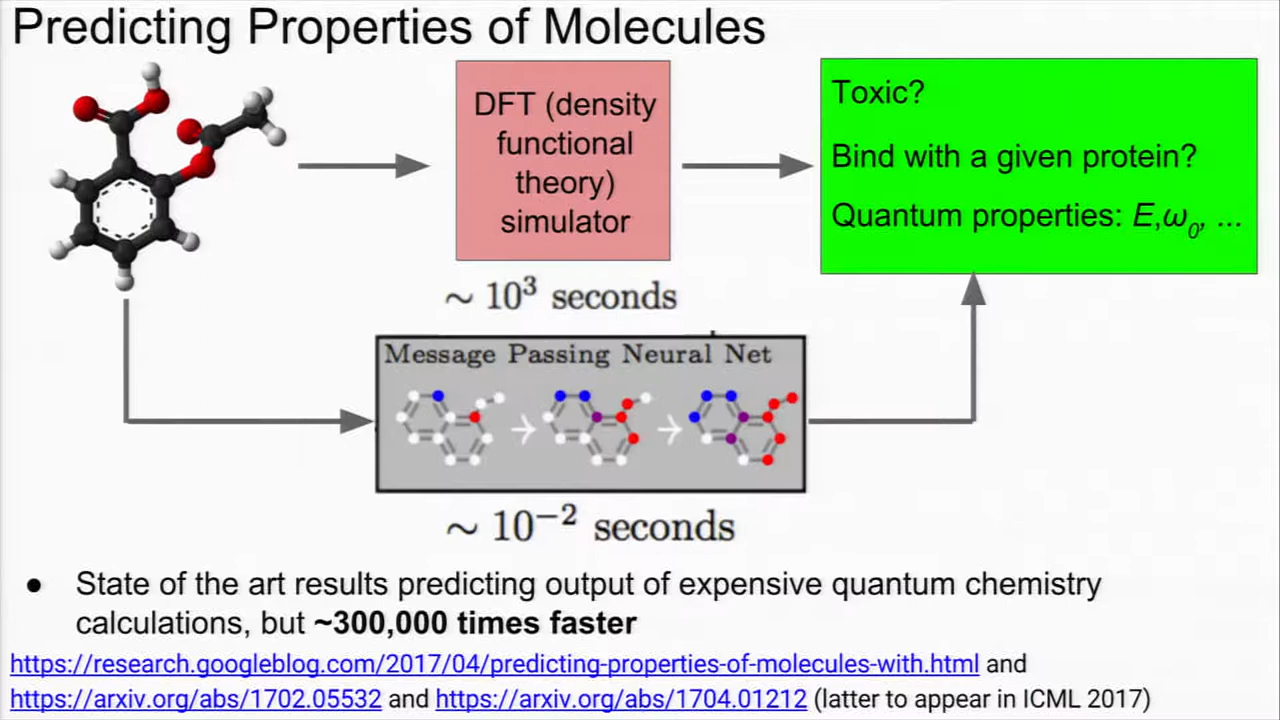 Predicting Properties of Molecules
DFT (density
functional
theory)
simulator
~ 10³ seconds
Toxic?
Bind with a given protein?
Quantum properties: E,ω₀, ...
Message Passing Neural Net
~ 10⁻² seconds
● State of the art results predicting output of expensive quantum chemistry
calculations, but ~300,000 times faster
https://research.googleblog.com/2017/04/predicting-properties-of-molecules-with.html and
https://arxiv.org/abs/1702.05532 and https://arxiv.org/abs/1704.01212 (latter to appear in ICML 2017)